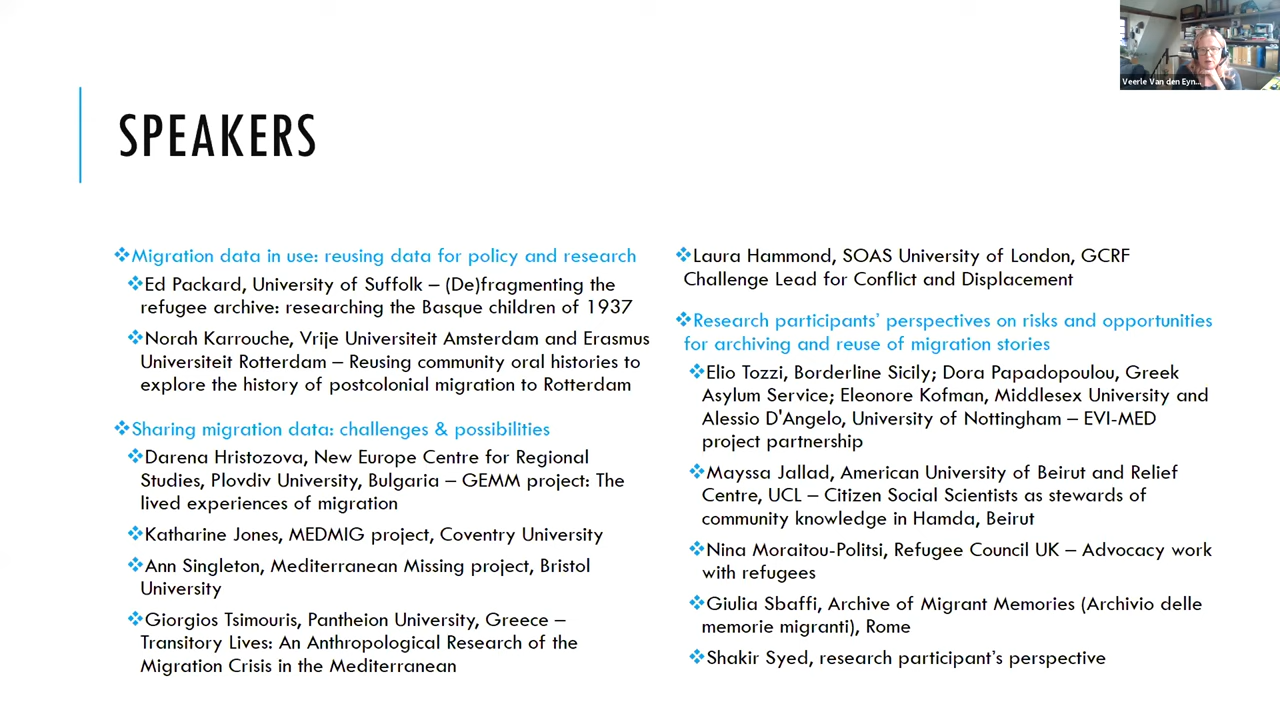 Veerle Van den Eyn...
SPEAKERS
❖Migration data in use: reusing data for policy and research
❖Ed Packard, University of Suffolk – (De)fragmenting the
refugee archive: researching the Basque children of 1937
❖Norah Karrouche, Vrije Universiteit Amsterdam and Erasmus
Universiteit Rotterdam – Reusing community oral histories to
explore the history of postcolonial migration to Rotterdam
❖Sharing migration data: challenges & possibilities
❖Darena Hristozova, New Europe Centre for Regional
Studies, Plovdiv University, Bulgaria – GEMM project: The
lived experiences of migration
❖Katharine Jones, MEDMIG project, Coventry University
❖Ann Singleton, Mediterranean Missing project, Bristol
University
❖Giorgios Tsimouris, Pantheion University, Greece –
Transitory Lives: An Anthropological Research of the
Migration Crisis in the Mediterranean
❖Laura Hammond, SOAS University of London, GCRF
Challenge Lead for Conflict and Displacement
❖Research participants’ perspectives on risks and opportunities
for archiving and reuse of migration stories
❖Elio Tozzi, Borderline Sicily; Dora Papadopoulou, Greek
Asylum Service; Eleonore Kofman, Middlesex University and
Alessio D'Angelo, University of Nottingham – EVI-MED
project partnership
❖Mayssa Jallad, American University of Beirut and Relief
Centre, UCL – Citizen Social Scientists as stewards of
community knowledge in Hamda, Beirut
❖Nina Moraitou-Politsi, Refugee Council UK – Advocacy work
with refugees
❖Giulia Sbaffi, Archive of Migrant Memories (Archivio delle
memorie migranti), Rome
❖Shakir Syed, research participant’s perspective